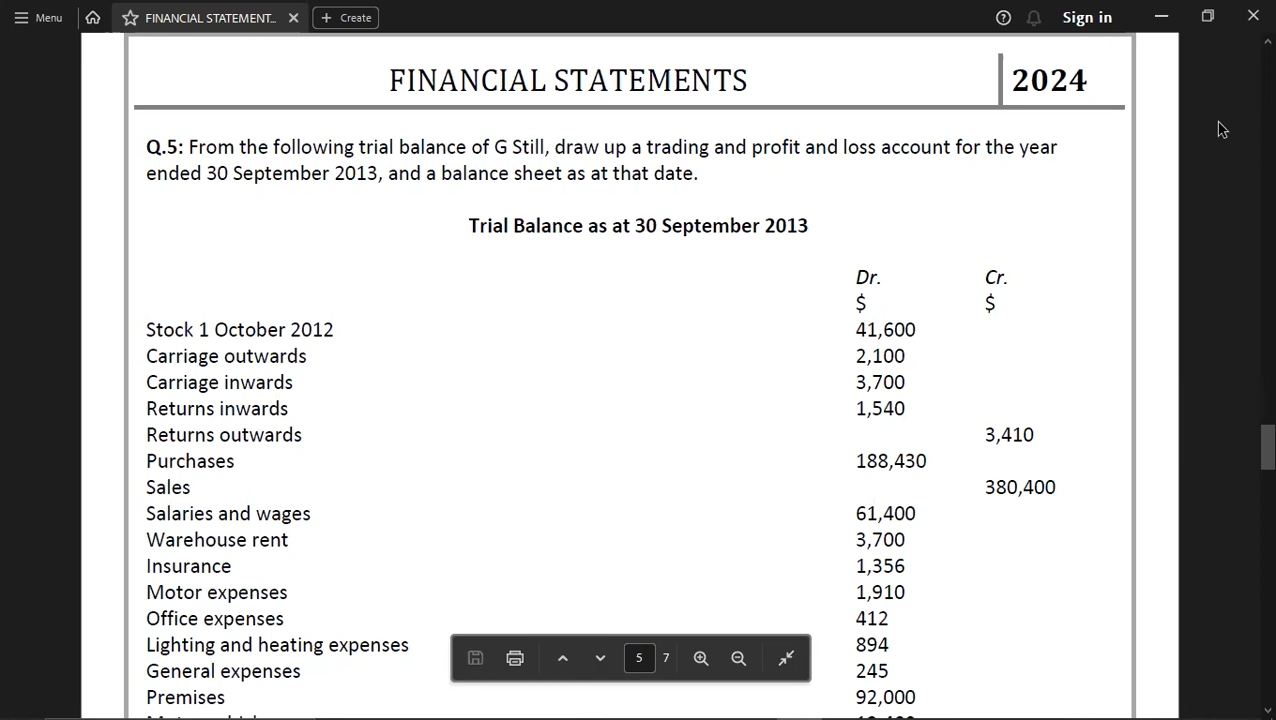 Menu
FINANCIAL STATEMENT...
Create
Sign in
FINANCIAL STATEMENTS 2024
Q.5: From the following trial balance of G Still, draw up a trading and profit and loss account for the year
ended 30 September 2013, and a balance sheet as at that date.
Trial Balance as at 30 September 2013
Dr. Cr.
$ $
Stock 1 October 2012 41,600
Carriage outwards 2,100
Carriage inwards 3,700
Returns inwards 1,540
Returns outwards 3,410
Purchases 188,430
Sales 380,400
Salaries and wages 61,400
Warehouse rent 3,700
Insurance 1,356
Motor expenses 1,910
Office expenses 412
Lighting and heating expenses 894
General expenses 245
Premises 92,000
5 7